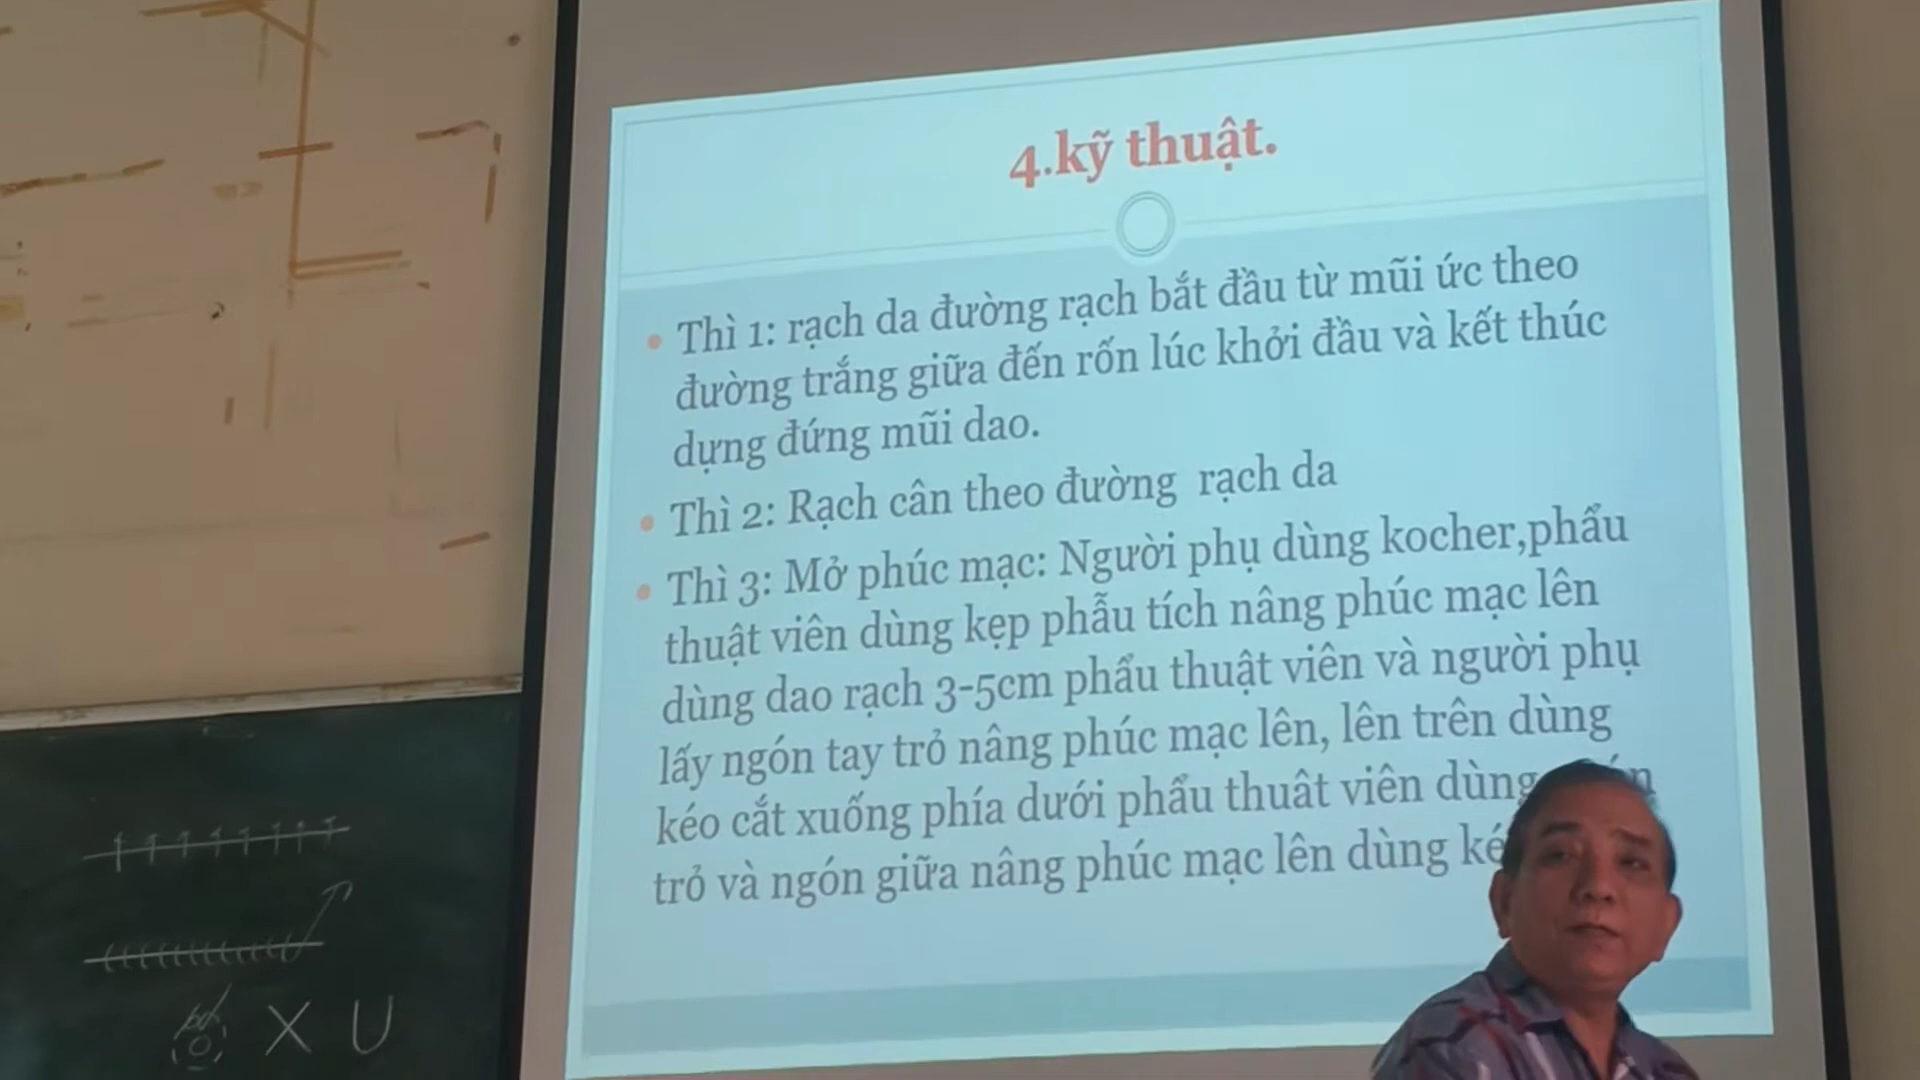 4.kỹ thuật.
Thì 1: rạch da đường rạch bắt đầu từ mũi ức theo
đường trắng giữa đến rốn lúc khởi đầu và kết thúc
dựng đứng mũi dao.
Thì 2: Rạch cân theo đường rạch da
Thì 3: Mở phúc mạc: Người phụ dùng kocher,phẩu
thuật viên dùng kẹp phẫu tích nâng phúc mạc lên
dùng dao rạch 3-5cm phẩu thuật viên và người phụ
lấy ngón tay trỏ nâng phúc mạc lên, lên trên dùng
kéo cắt xuống phía dưới phẩu thuât viên dùng
trỏ và ngón giữa nâng phúc mạc lên dùng
X U